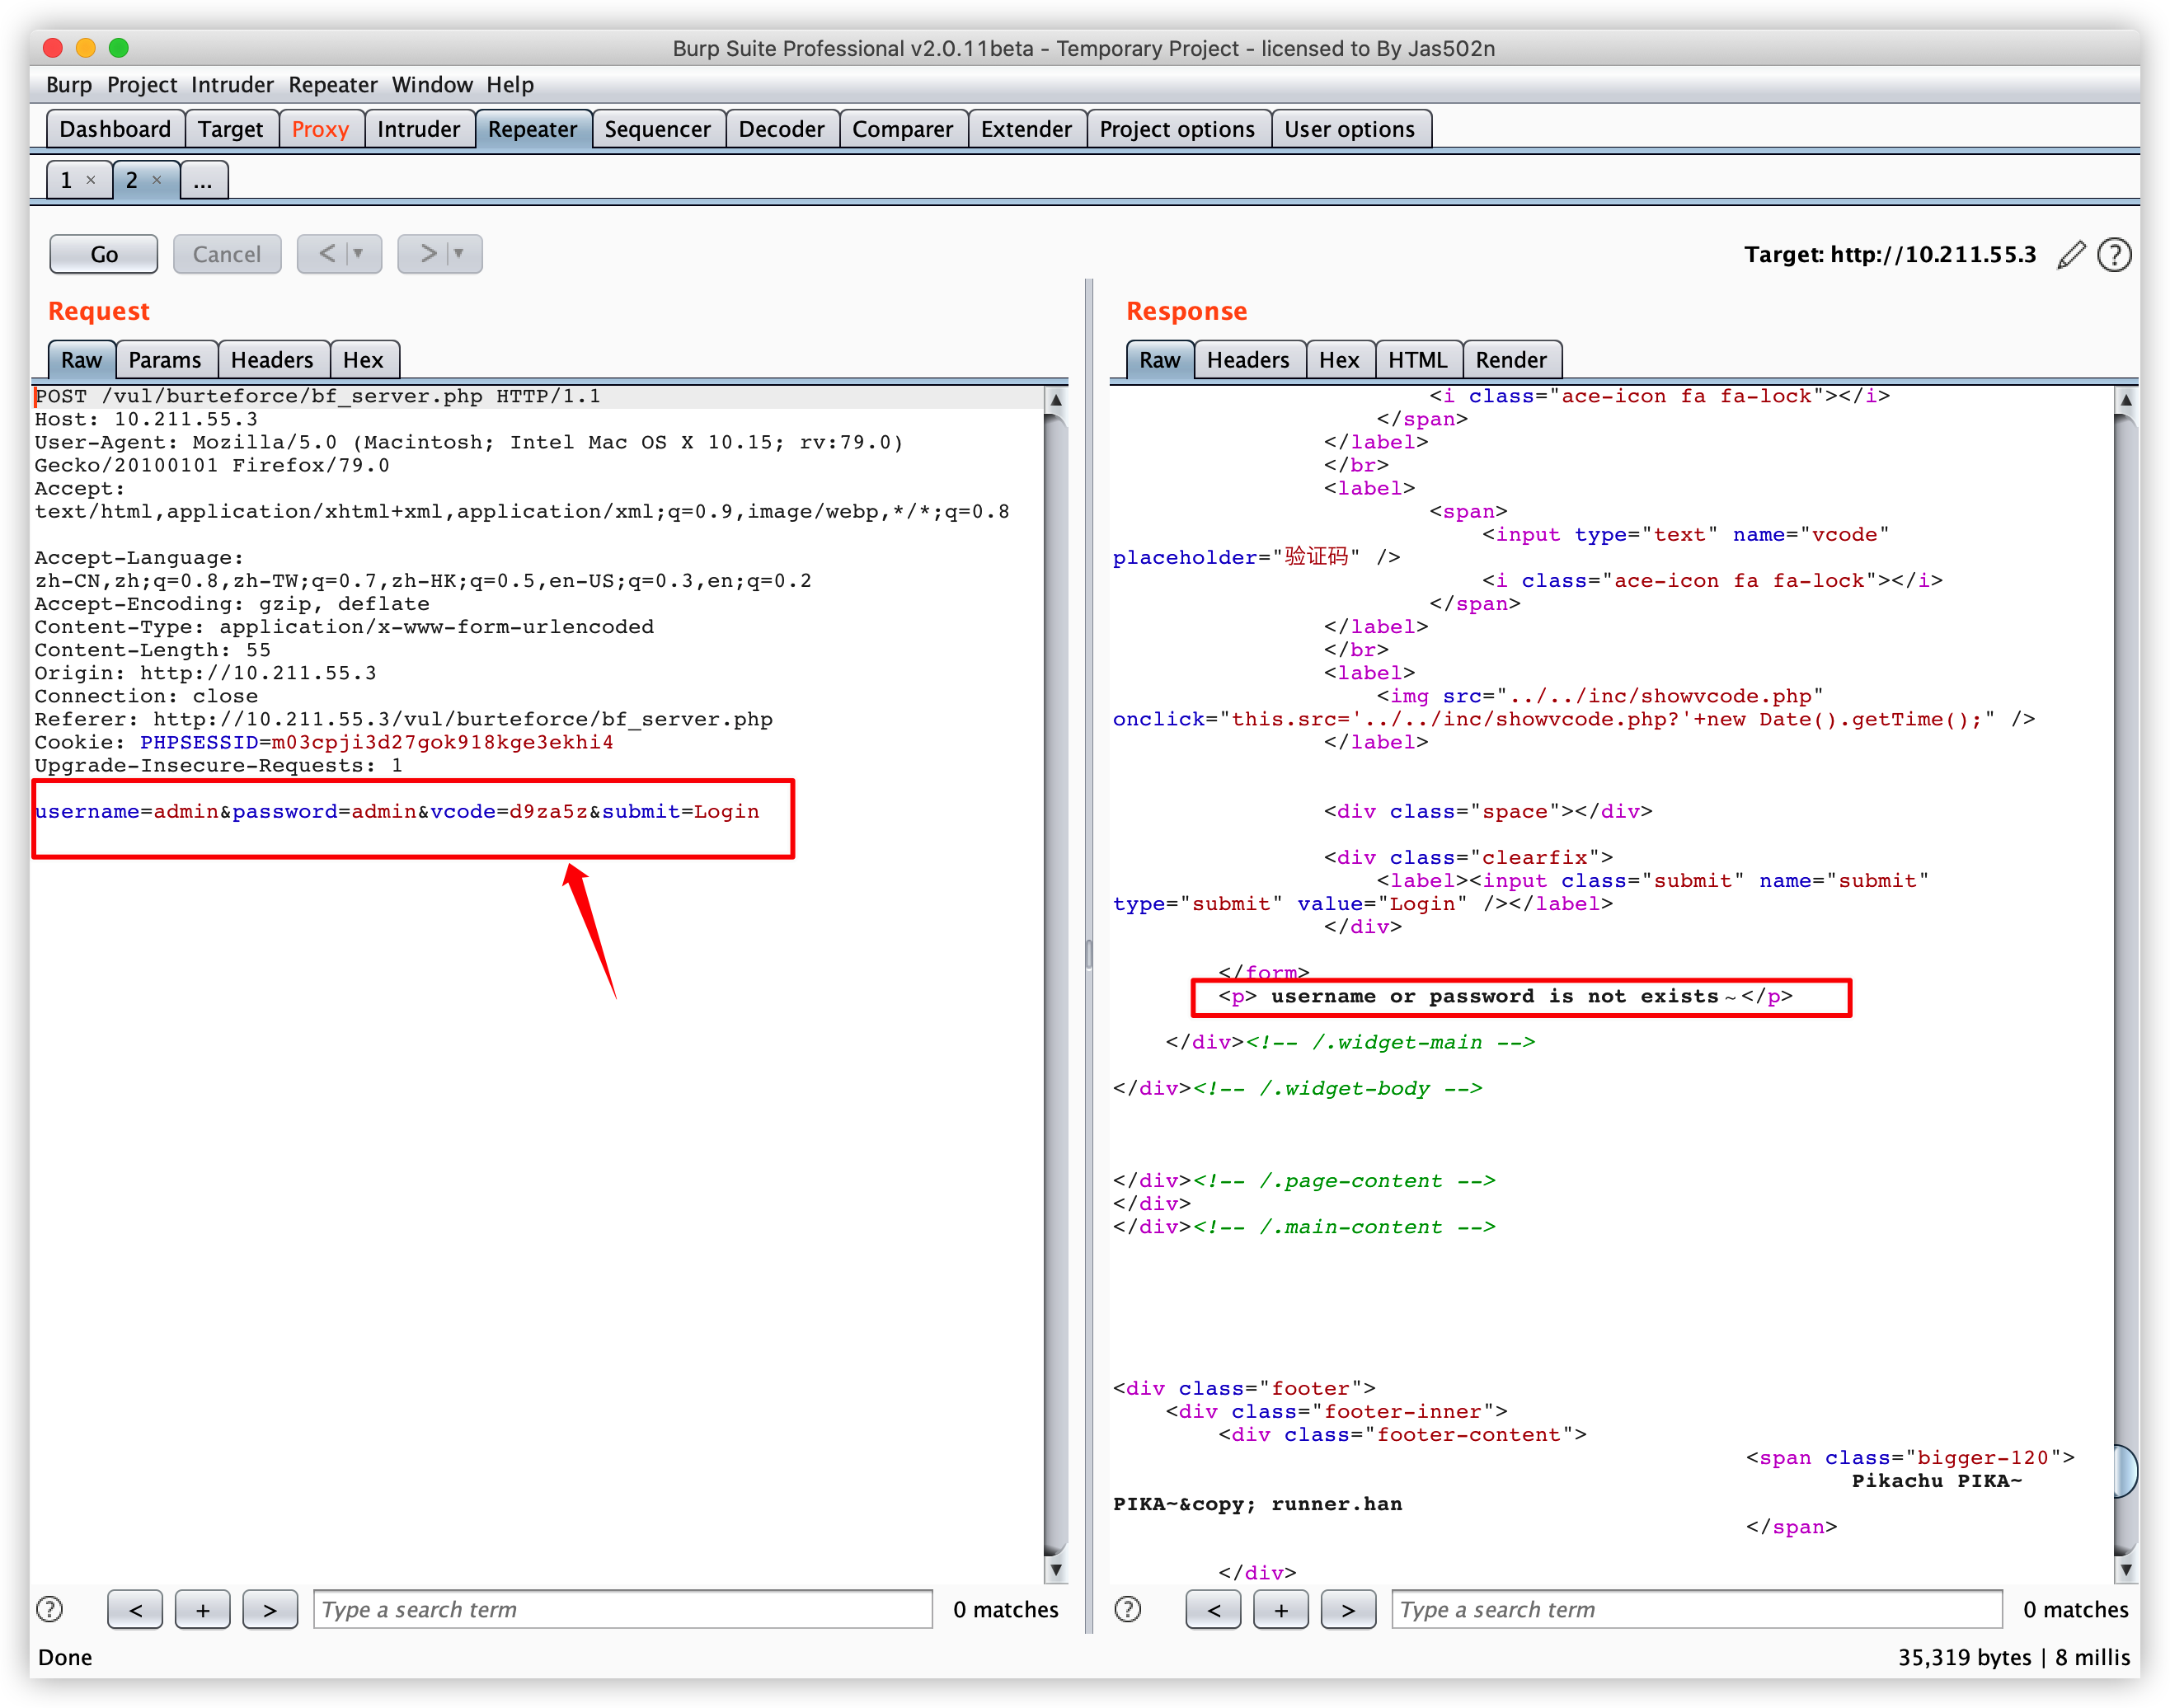 Burp Suite Professional v2.0.11beta - Temporary Project - licensed to By Jas502n
Burp Project Intruder Repeater Window Help
Dashboard Target Proxy Intruder Repeater Sequencer Decoder Comparer Extender Project options User options
1 × 2 × ...
Go Cancel < ▼ > ▼ Target: http://10.211.55.3 ?
Request
Raw Params Headers Hex
POST /vul/burteforce/bf_server.php HTTP/1.1
Host: 10.211.55.3
User-Agent: Mozilla/5.0 (Macintosh; Intel Mac OS X 10.15; rv:79.0)
Gecko/20100101 Firefox/79.0
Accept:
text/html,application/xhtml+xml,application/xml;q=0.9,image/webp,*/*;q=0.8
Accept-Language:
zh-CN,zh;q=0.8,zh-TW;q=0.7,zh-HK;q=0.5,en-US;q=0.3,en;q=0.2
Accept-Encoding: gzip, deflate
Content-Type: application/x-www-form-urlencoded
Content-Length: 55
Origin: http://10.211.55.3
Connection: close
Referer: http://10.211.55.3/vul/burteforce/bf_server.php
Cookie: PHPSESSID=m03cpji3d27gok918kge3ekhi4
Upgrade-Insecure-Requests: 1
username=admin&password=admin&vcode=d9za5z&submit=Login
? < + > Type a search term 0 matches
Response
Raw Headers Hex HTML Render
<i class="ace-icon fa fa-lock"></i>
</span>
</label>
</br>
<label>
<span>
<input type="text" name="vcode"
placeholder="验证码" />
<i class="ace-icon fa fa-lock"></i>
</span>
</label>
</br>
<label>
<img src="../../inc/showvcode.php"
onclick="this.src='../../inc/showvcode.php?'+new Date().getTime();" />
</label>
<div class="space"></div>
<div class="clearfix">
<label><input class="submit" name="submit"
type="submit" value="Login" /></label>
</div>
</form>
<p> username or password is not exists～</p>
</div><!-- /.widget-main -->
</div><!-- /.widget-body -->
</div><!-- /.page-content -->
</div>
</div><!-- /.main-content -->
<div class="footer">
<div class="footer-inner">
<div class="footer-content">
<span class="bigger-120">
Pikachu PIKA~
PIKA~&copy; runner.han
</span>
</div>
? < + > Type a search term 0 matches
Done
35,319 bytes | 8 millis